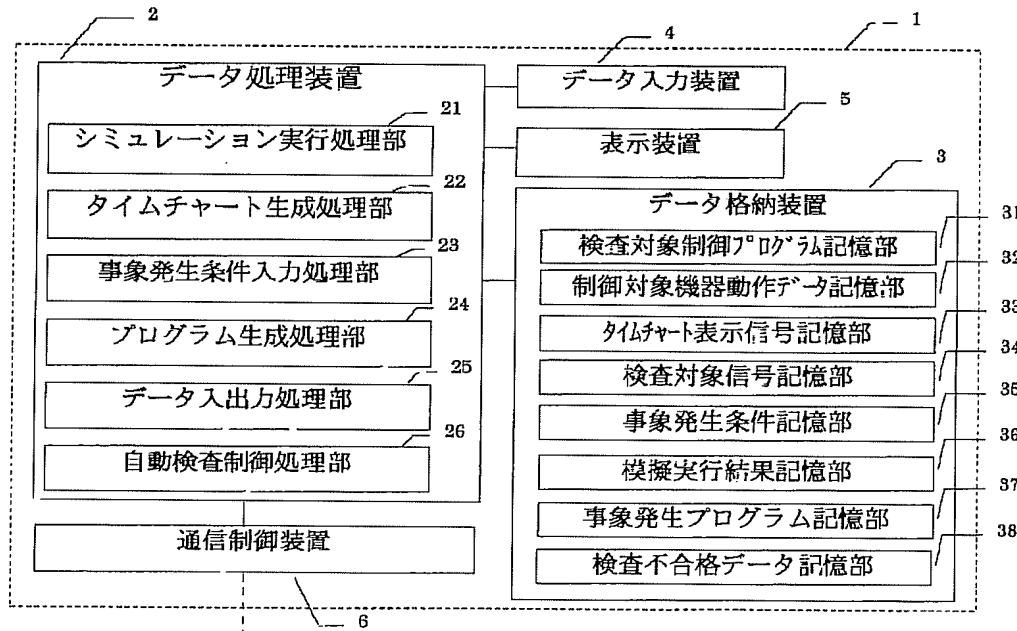 2
1
4
データ処理装置
データ入力装置
21
5
シミュレーション実行処理部
表示装置
22
3
タイムチャート生成処理部
データ格納装置
23
31
事象発生条件入力処理部
検査対象制御プログラム記憶部
32
24
制御対象機器動作データ記憶部
プログラム生成処理部
33
タイムチャート表示信号記憶部
25
34
データ入出力処理部
検査対象信号記憶部
35
26
事象発生条件記憶部
自動検査制御処理部
36
模擬実行結果記憶部
37
通信制御装置
事象発生プログラム記憶部
38
検査不合格データ記憶部
6